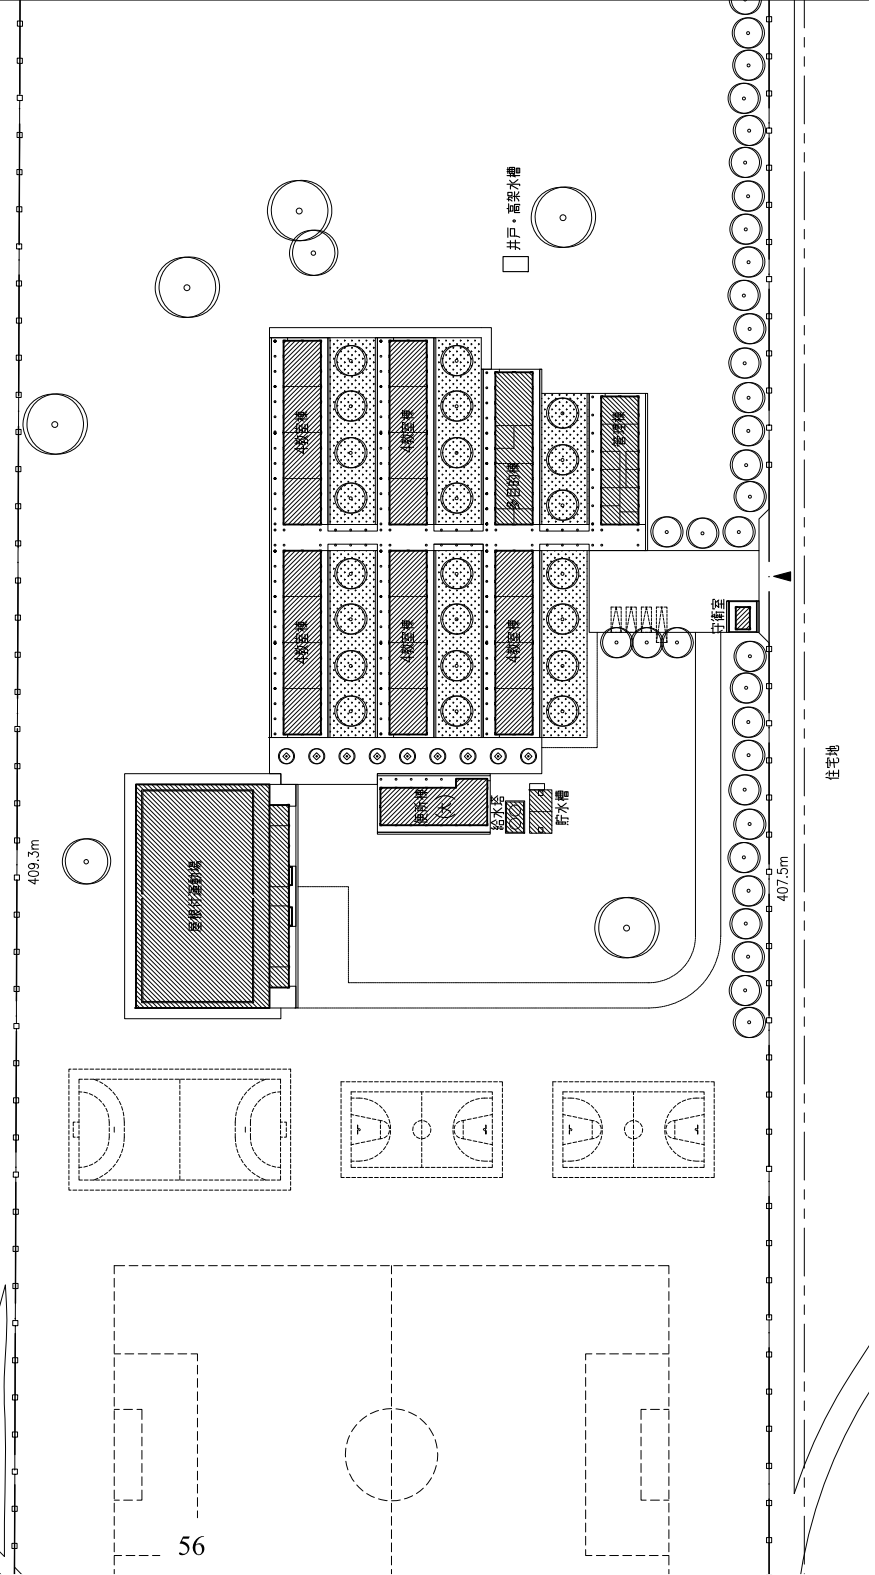 井戸・高架水槽
4教室棟
4教室棟
多目的棟
管理棟
4教室棟
4教室棟
4教室棟
守衛室
住宅地
便所棟
(大)
給水塔
貯水槽
屋根付運動場
409.3m
407.5m
56